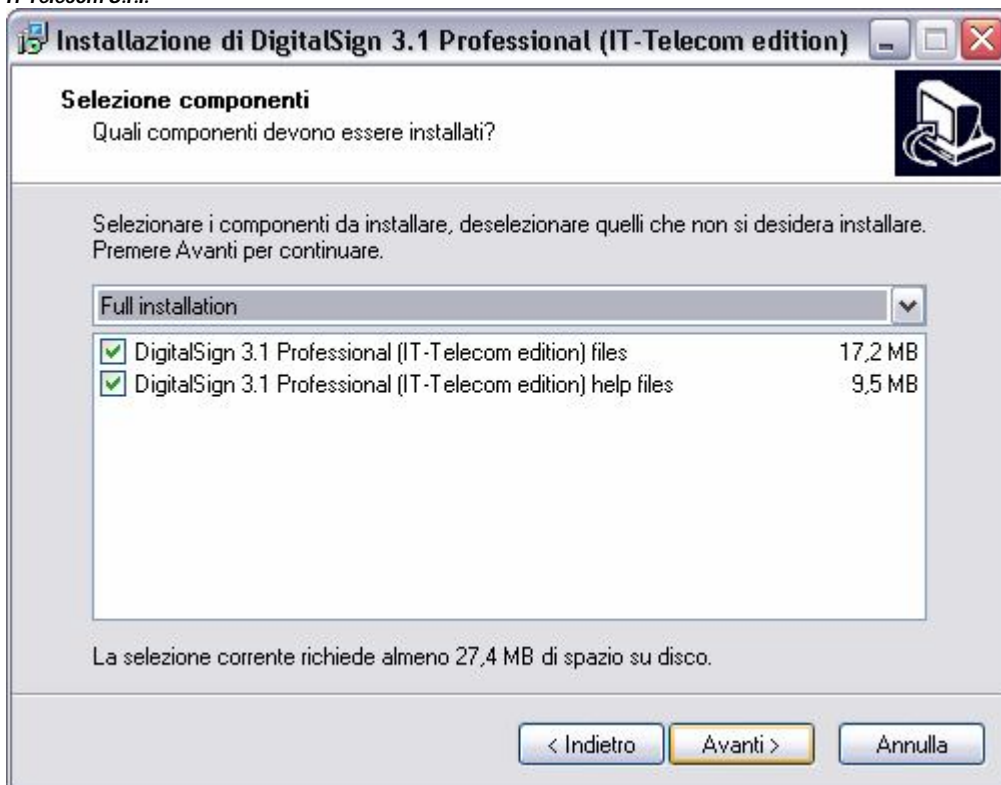 IT-Telecom S.r.l.
Installazione di DigitalSign 3.1 Professional (IT-Telecom edition)
Selezione componenti
Quali componenti devono essere installati?
Selezionare i componenti da installare, deselezionare quelli che non si desidera installare.
Premere Avanti per continuare.
Full installation
DigitalSign 3.1 Professional (IT-Telecom edition) files 17,2 MB
DigitalSign 3.1 Professional (IT-Telecom edition) help files 9,5 MB
La selezione corrente richiede almeno 27,4 MB di spazio su disco.
< Indietro Avanti > Annulla